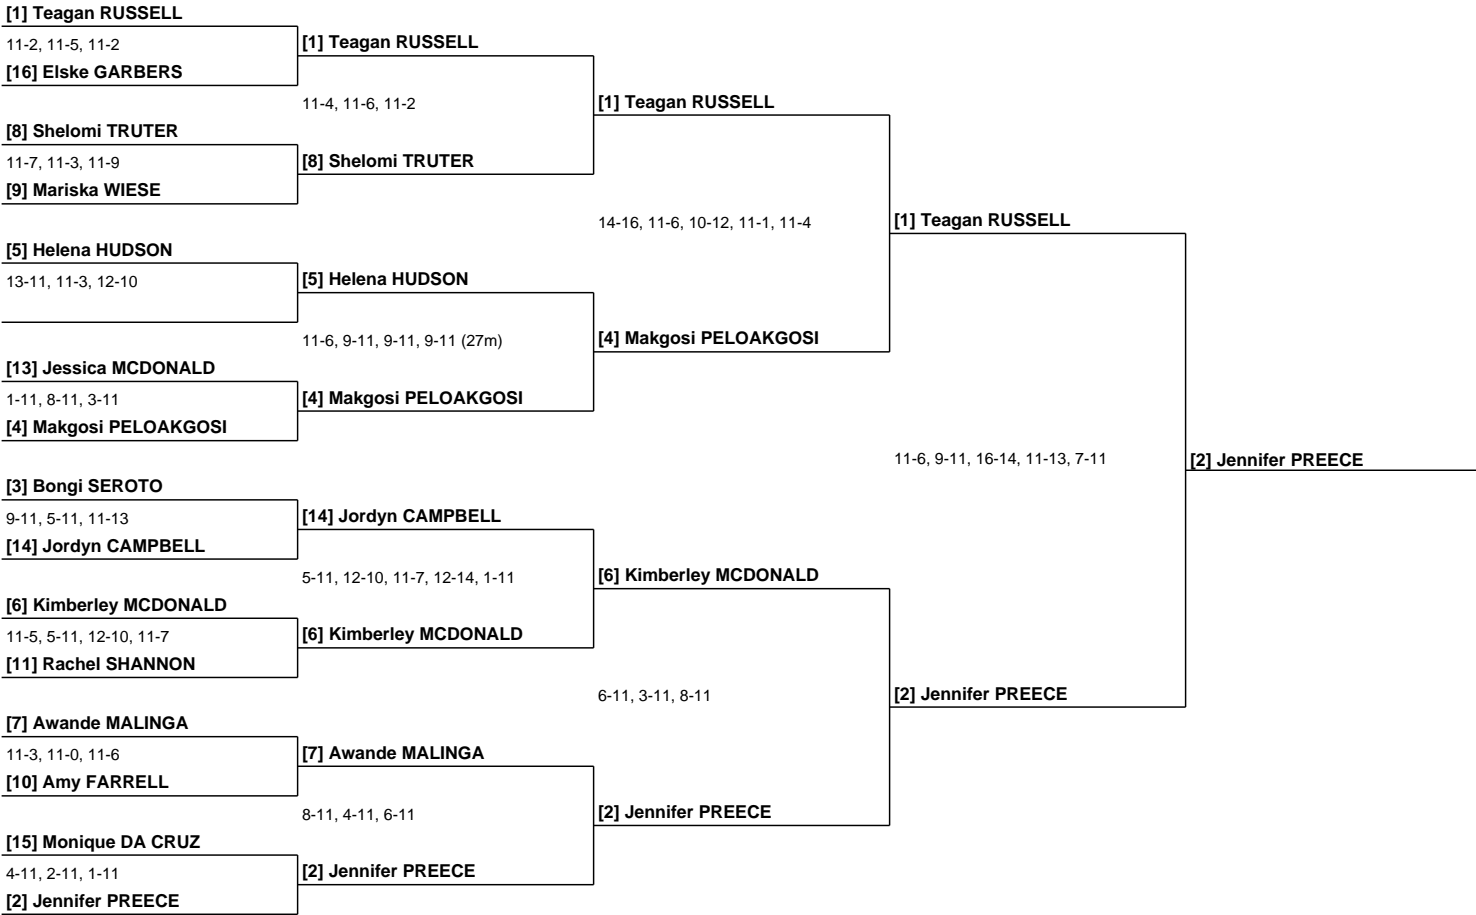 [1] Teagan RUSSELL
11-2, 11-5, 11-2
[16] Elske GARBERS
[8] Shelomi TRUTER
11-7, 11-3, 11-9
[9] Mariska WIESE
[5] Helena HUDSON
13-11, 11-3, 12-10
[13] Jessica MCDONALD
1-11, 8-11, 3-11
[4] Makgosi PELOAKGOSI
[3] Bongi SEROTO
9-11, 5-11, 11-13
[14] Jordyn CAMPBELL
[6] Kimberley MCDONALD
11-5, 5-11, 12-10, 11-7
[11] Rachel SHANNON
[7] Awande MALINGA
11-3, 11-0, 11-6
[10] Amy FARRELL
[15] Monique DA CRUZ
4-11, 2-11, 1-11
[2] Jennifer PREECE
[1] Teagan RUSSELL
11-4, 11-6, 11-2
[8] Shelomi TRUTER
[5] Helena HUDSON
11-6, 9-11, 9-11, 9-11 (27m)
[4] Makgosi PELOAKGOSI
[14] Jordyn CAMPBELL
5-11, 12-10, 11-7, 12-14, 1-11
[6] Kimberley MCDONALD
[7] Awande MALINGA
8-11, 4-11, 6-11
[2] Jennifer PREECE
[1] Teagan RUSSELL
14-16, 11-6, 10-12, 11-1, 11-4
[4] Makgosi PELOAKGOSI
[6] Kimberley MCDONALD
6-11, 3-11, 8-11
[2] Jennifer PREECE
[1] Teagan RUSSELL
11-6, 9-11, 16-14, 11-13, 7-11
[2] Jennifer PREECE
[2] Jennifer PREECE